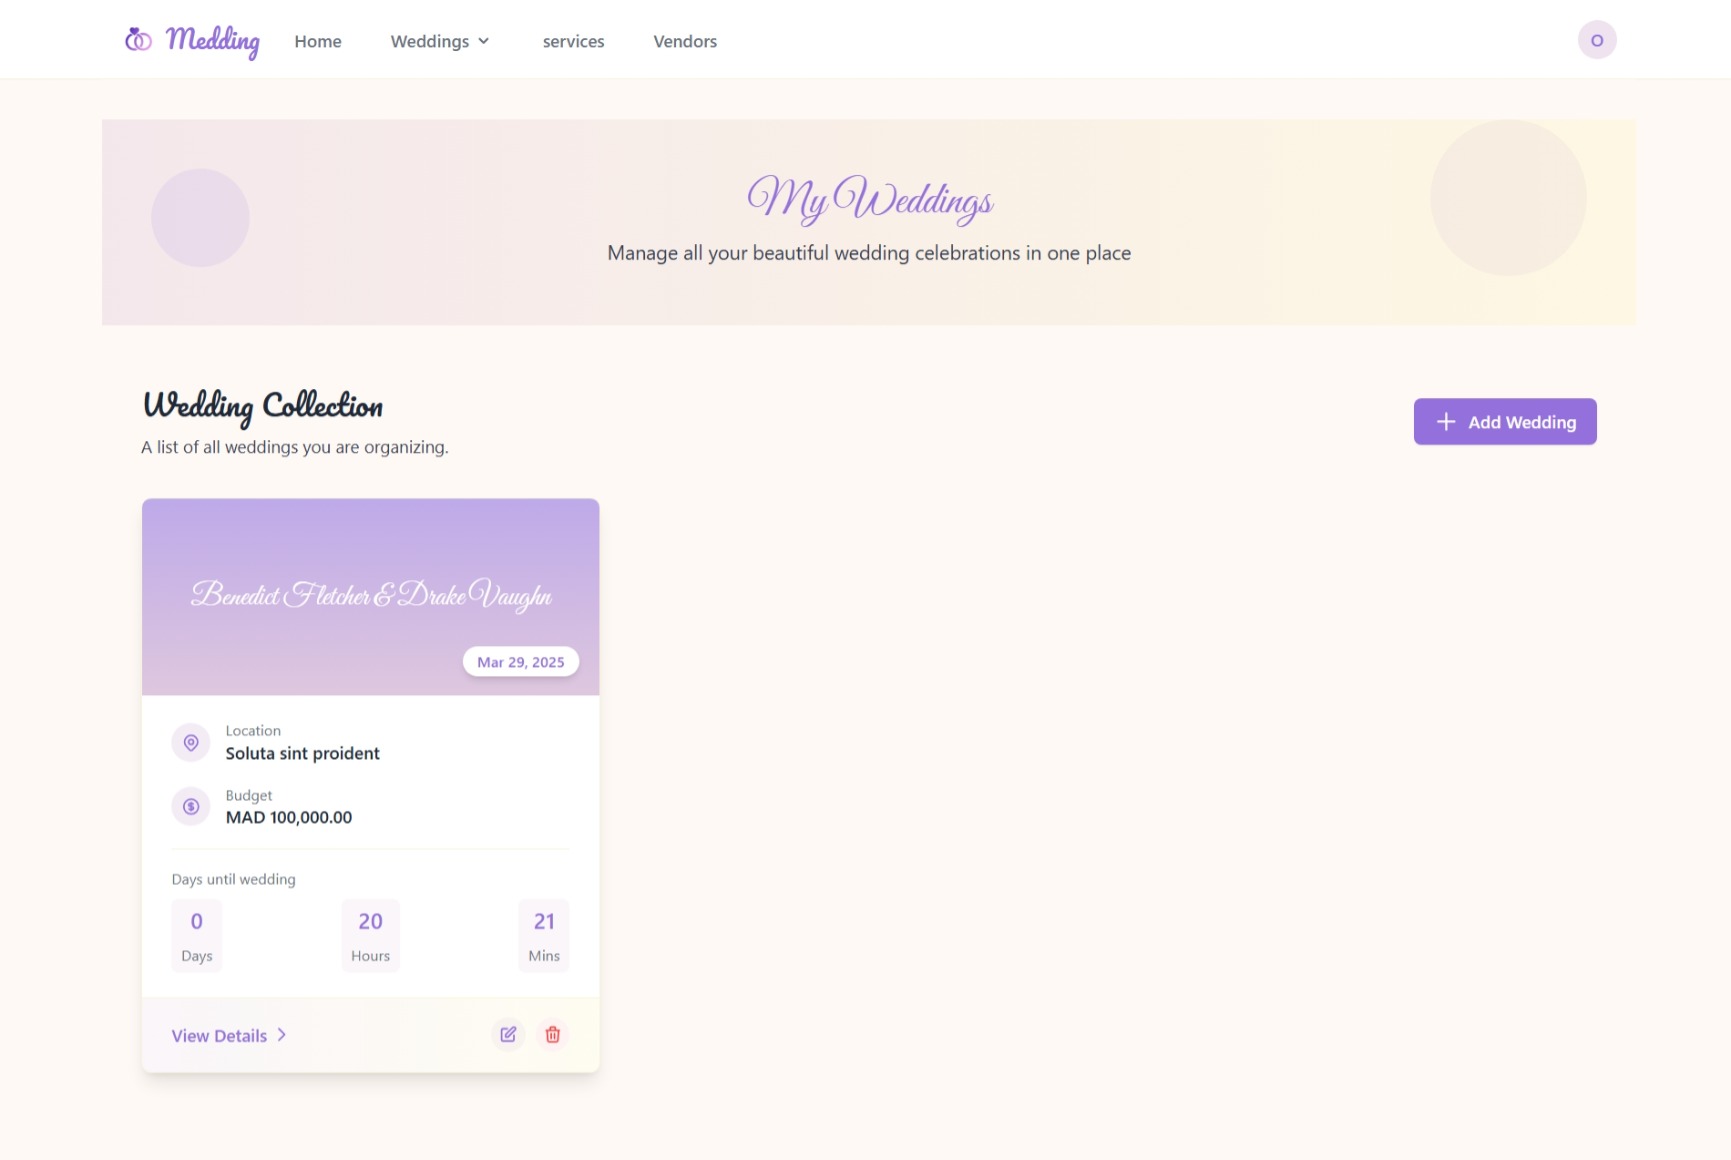 Medding
Home
Weddings
services
Vendors
O
My Weddings
Manage all your beautiful wedding celebrations in one place
Wedding Collection
A list of all weddings you are organizing.
Add Wedding
Benedict Fletcher & Drake Vaughn
Mar 29, 2025
Location
Soluta sint proident
Budget
MAD 100,000.00
Days until wedding
0 20 21
Days Hours Mins
View Details